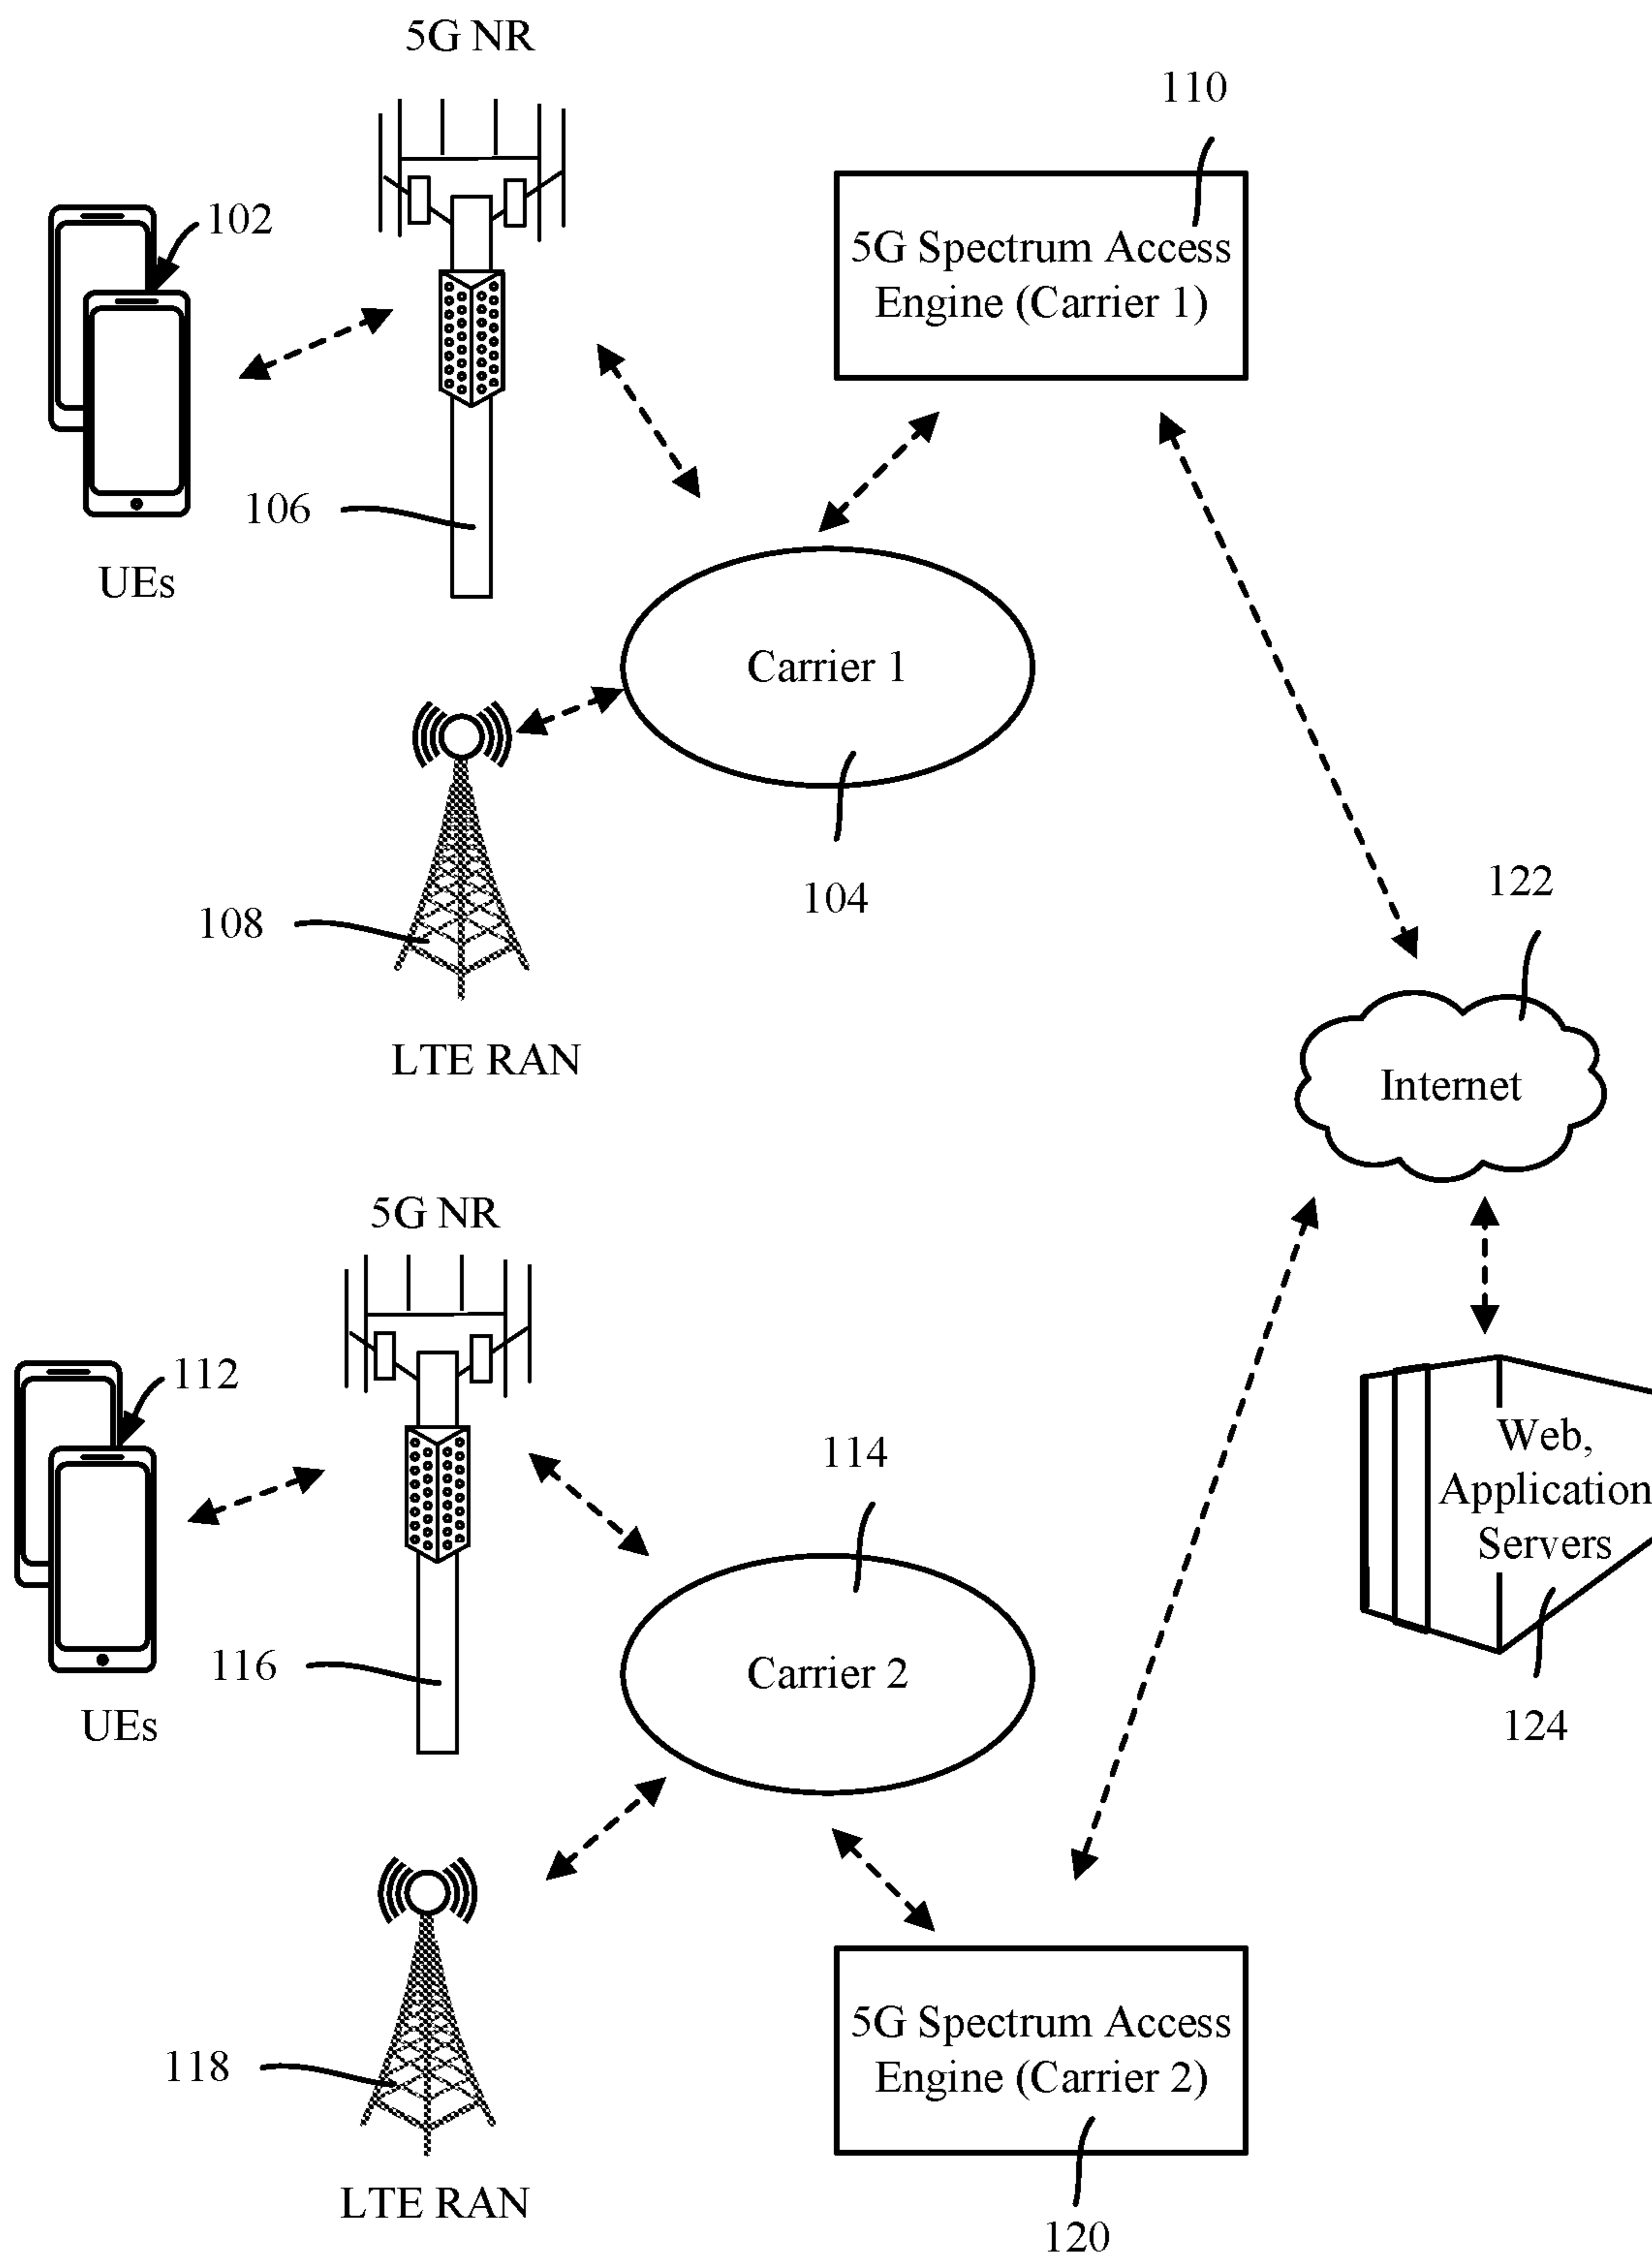 5G NR
110
102
5G Spectrum Access
Engine (Carrier 1)
106
UEs
Carrier 1
108
104
122
LTE RAN
Internet
5G NR
112
114
Web,
Application
Servers
116
Carrier 2
UEs
124
118
5G Spectrum Access
Engine (Carrier 2)
LTE RAN
120